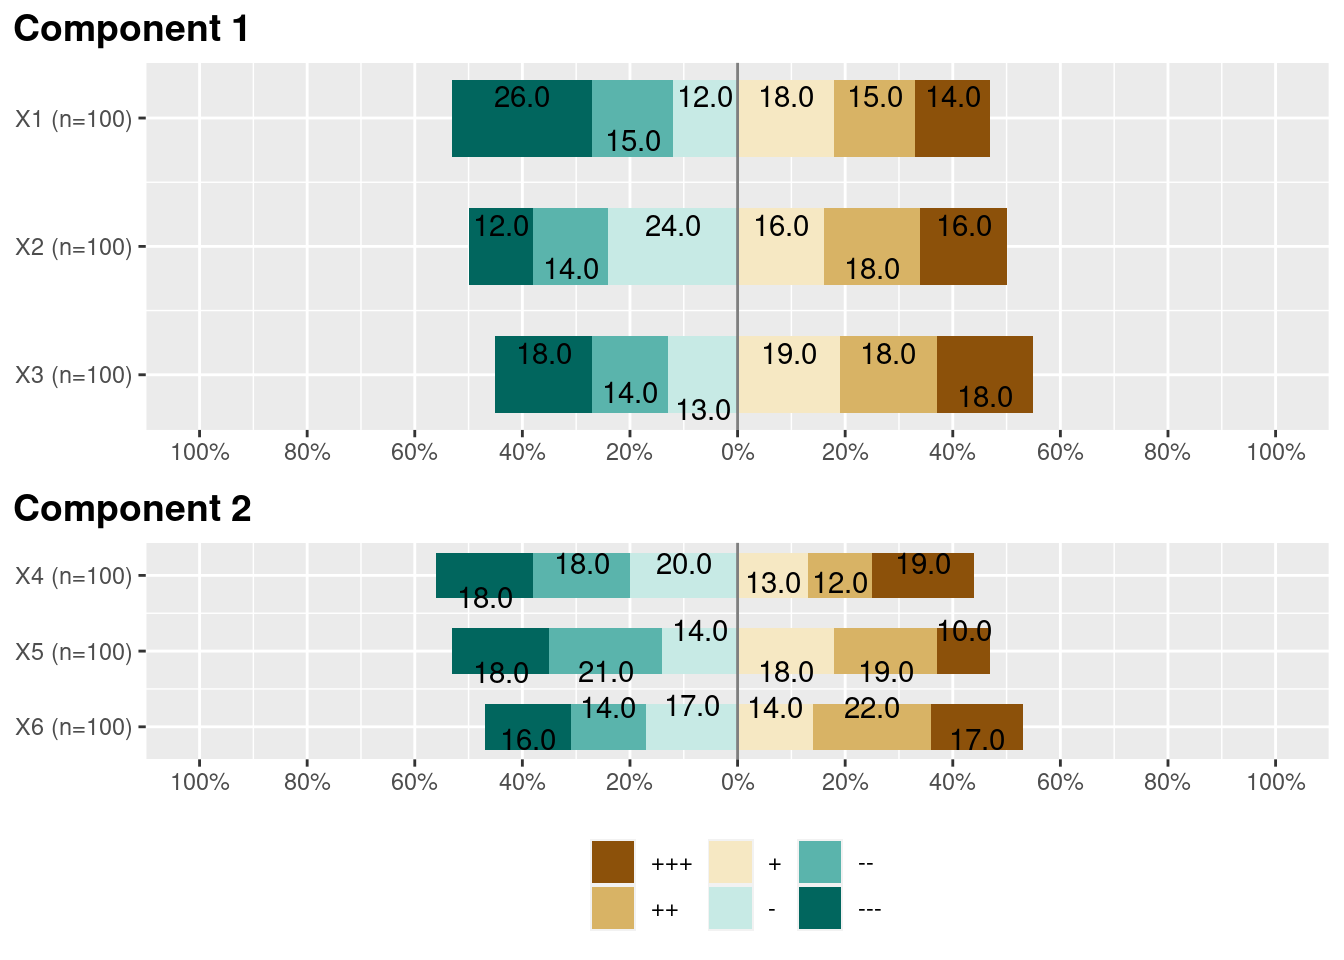 Component 1
X1 (n=100)
26.0 15.0 12.0 18.0 15.0 14.0
X2 (n=100)
12.0 14.0 24.0 16.0 18.0 16.0
X3 (n=100)
18.0 14.0 13.0 19.0 18.0 18.0
100% 80% 60% 40% 20% 0% 20% 40% 60% 80% 100%
Component 2
X4 (n=100)
18.0 18.0 20.0 13.0 12.0 19.0
X5 (n=100)
18.0 21.0 14.0 18.0 19.0 10.0
X6 (n=100)
16.0 14.0 17.0 14.0 22.0 17.0
100% 80% 60% 40% 20% 0% 20% 40% 60% 80% 100%
+++ + --
++ - ---